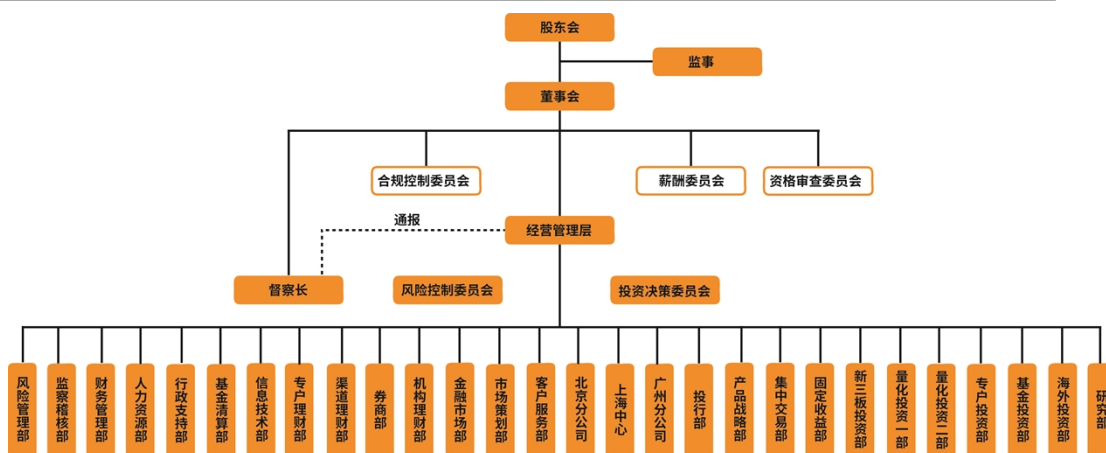 股东会
监事
董事会
合规控制委员会
薪酬委员会
资格审查委员会
通报
经营管理层
督察长
风险控制委员会
投资决策委员会
风险管理部
监察稽核部
财务管理部
人力资源部
行政支持部
基金清算部
信息技术部
专户理财部
渠道理财部
券商部
机构理财部
金融市场部
市场策划部
客户服务部
北京分公司
上海中心
广州分公司
投行部
产品战略部
集中交易部
固定收益部
新三板投资部
量化投资一部
量化投资二部
专户投资部
基金投资部
海外投资部
研究部